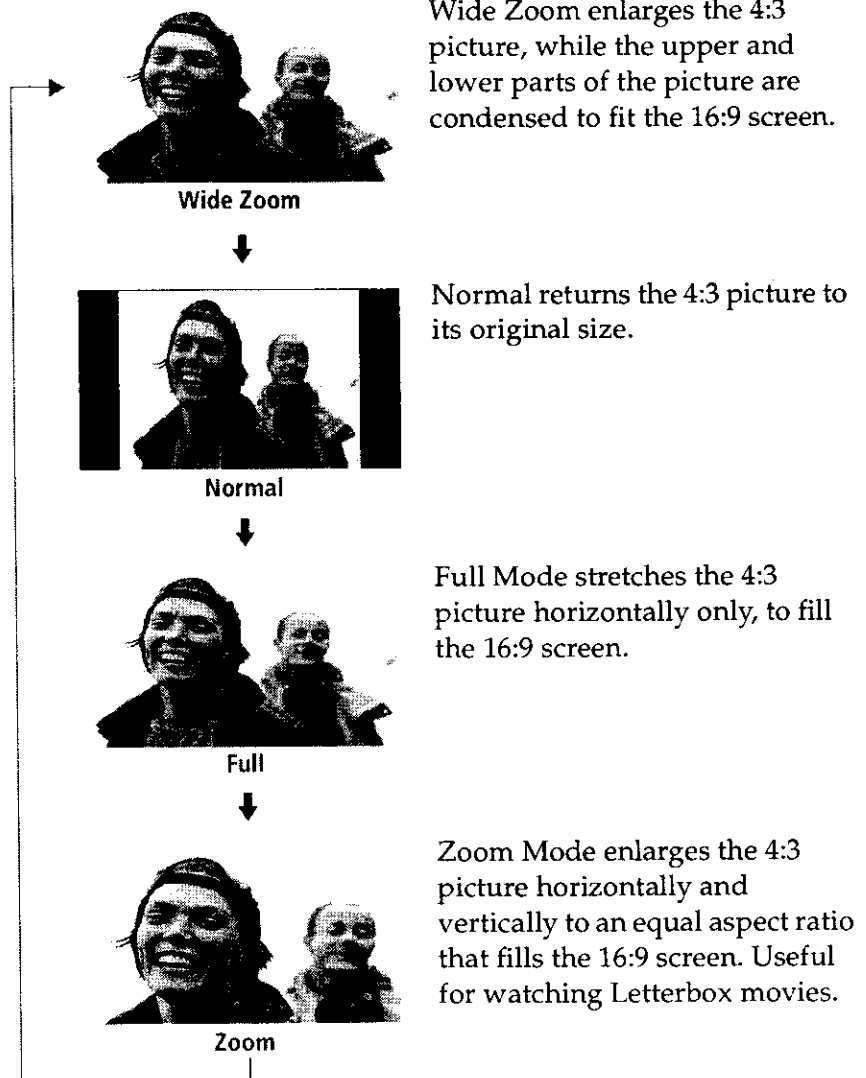 Wide Zoom enlarges the 4:3
picture, while the upper and
lower parts of the picture are
condensed to fit the 16:9 screen.
Wide Zoom
Normal returns the 4:3 picture to
its original size.
Normal
Full Mode stretches the 4:3
picture horizontally only, to fill
the 16:9 screen.
Full
Zoom Mode enlarges the 4:3
picture horizontally and
vertically to an equal aspect ratio
that fills the 16:9 screen. Useful
for watching Letterbox movies.
Zoom